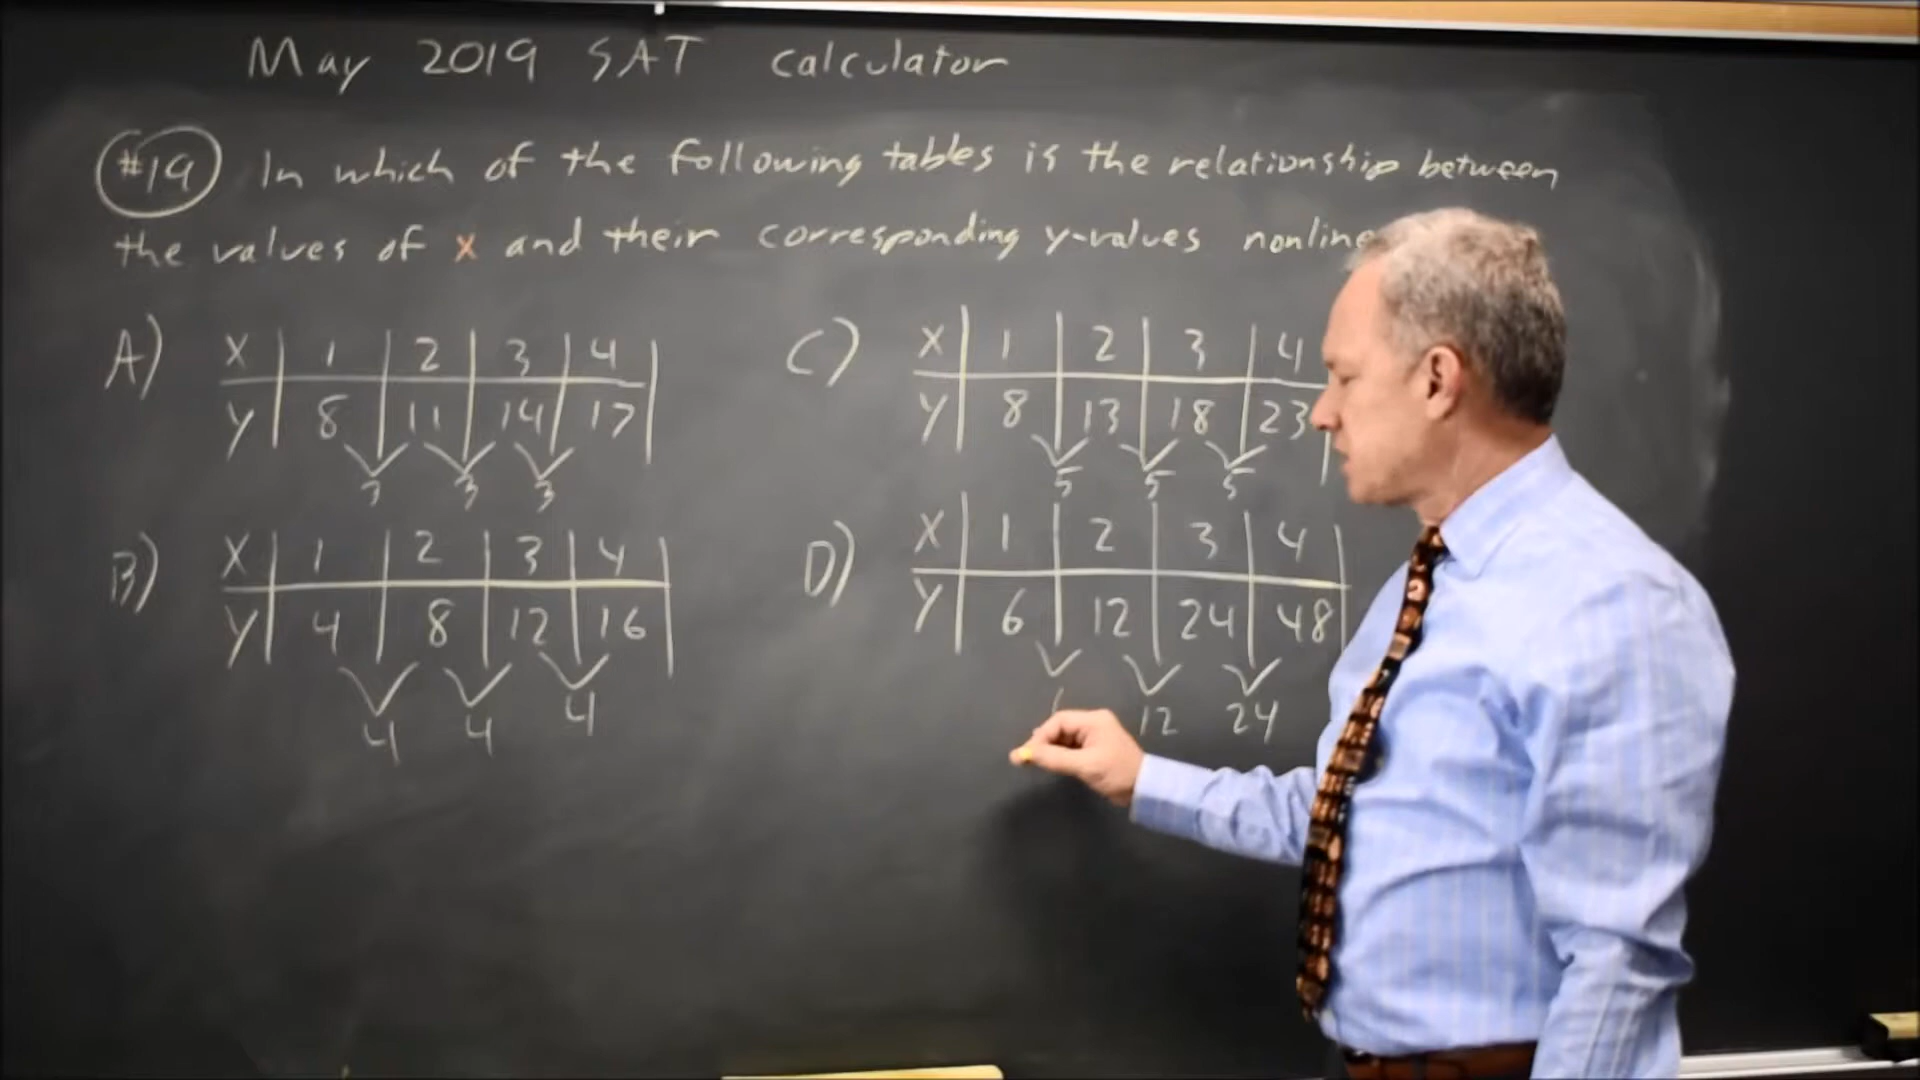 May 2019 SAT calculator
#19 In which of the following tables is the relationship between
the values of x and their corresponding y-values
A)
X 1 2 3 4
Y 8 11 14 17
3 3 3
B)
X 1 2 3 4
Y 4 8 12 16
4 4 4
C)
X 1 2 3 4
Y 8 13 18 23
5 5 5
D)
X 1 2 3 4
Y 6 12 24 48
12 24